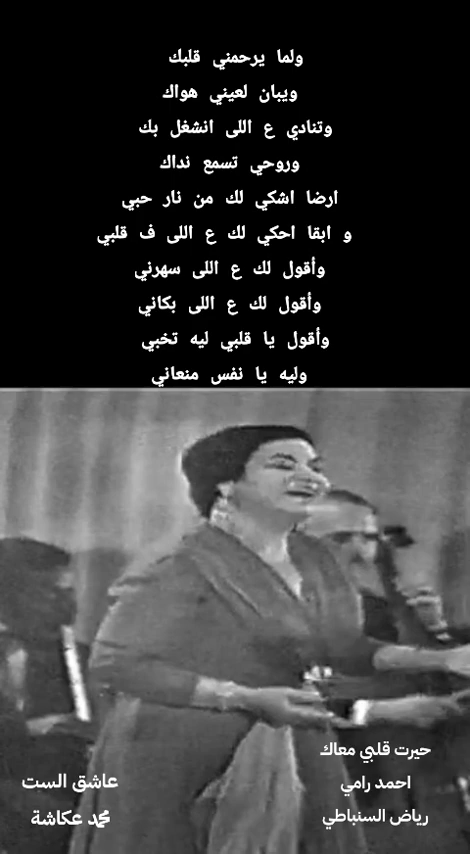 ولما يرحمني قلبك
ويبان لعيني هواك
وتنادي ع اللى انشغل بك
وروحي تسمع نداك
ارضا اشكي لك من نار حبي
و ابقا احكي لك ع اللى ف قلبي
وأقول لك ع اللى سهرني
وأقول لك ع اللى بكاني
وأقول يا قلبي ليه تخبي
وليه يا نفس منعاني
حيرت قلبي معاك
احمد رامي
رياض السنباطي
عاشق الست
محمد عكاشة